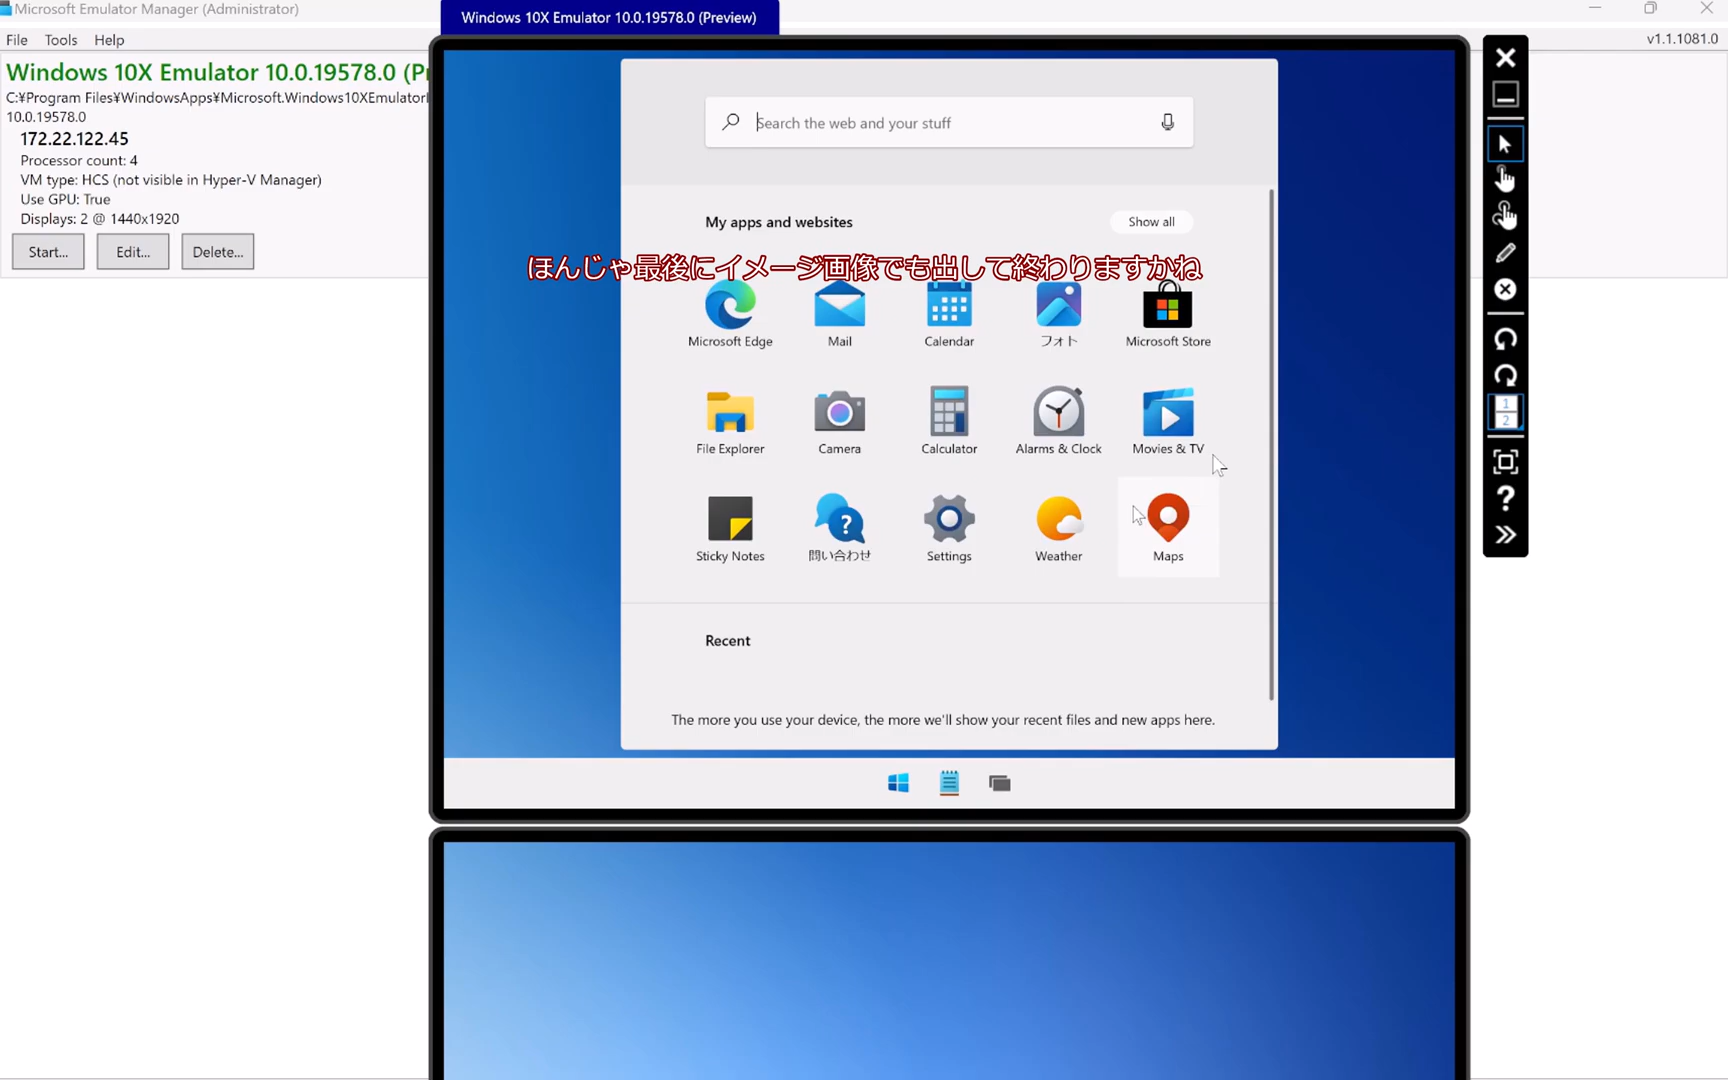 Microsoft Emulator Manager (Administrator)
Windows 10X Emulator 10.0.19578.0 (Preview)
File Tools Help
v1.1.1081.0
Windows 10X Emulator 10.0.19578.0 (Pr
C:¥Program Files¥WindowsApps¥Microsoft.Windows10XEmulator
10.0.19578.0
172.22.122.45
Processor count: 4
VM type: HCS (not visible in Hyper-V Manager)
Use GPU: True
Displays: 2 @ 1440x1920
Start... Edit... Delete...
Search the web and your stuff
My apps and websites
Show all
ほんじゃ最後にイメージ画像でも出して終わりますかね
Microsoft Edge Mail Calendar フォト Microsoft Store
File Explorer Camera Calculator Alarms & Clock Movies & TV
Sticky Notes 問い合わせ Settings Weather Maps
Recent
The more you use your device, the more we'll show your recent files and new apps here.
1
2